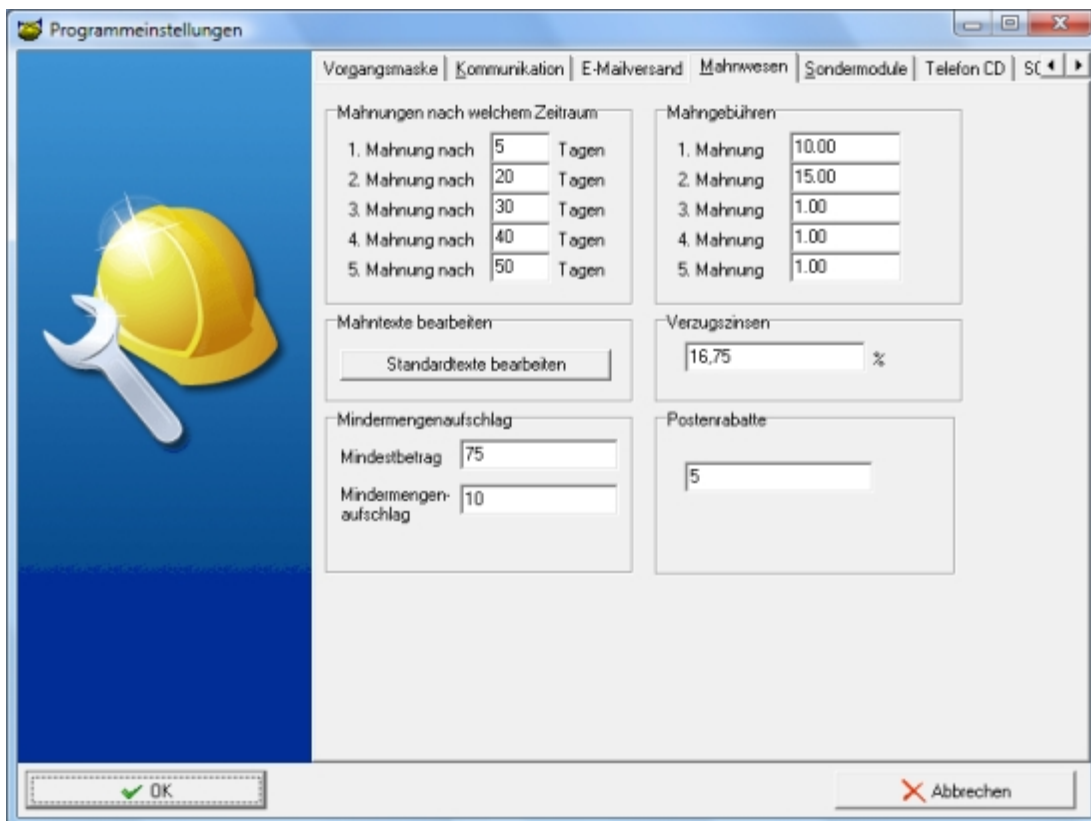 Programmeinstellungen
Vorgangsmaske Kommunikation E-Mailversand Mahnwesen Sondermodule Telefon CD
Mahnungen nach welchem Zeitraum
1. Mahnung nach 5 Tagen
2. Mahnung nach 20 Tagen
3. Mahnung nach 30 Tagen
4. Mahnung nach 40 Tagen
5. Mahnung nach 50 Tagen
Mahngebühren
1. Mahnung 10.00
2. Mahnung 15.00
3. Mahnung 1.00
4. Mahnung 1.00
5. Mahnung 1.00
Mahntexte bearbeiten
Standardtexte bearbeiten
Verzugszinsen
16,75 %
Mindermengenaufschlag
Mindestbetrag 75
Mindermengen-
aufschlag 10
Postenrabatte
5
OK
Abbrechen